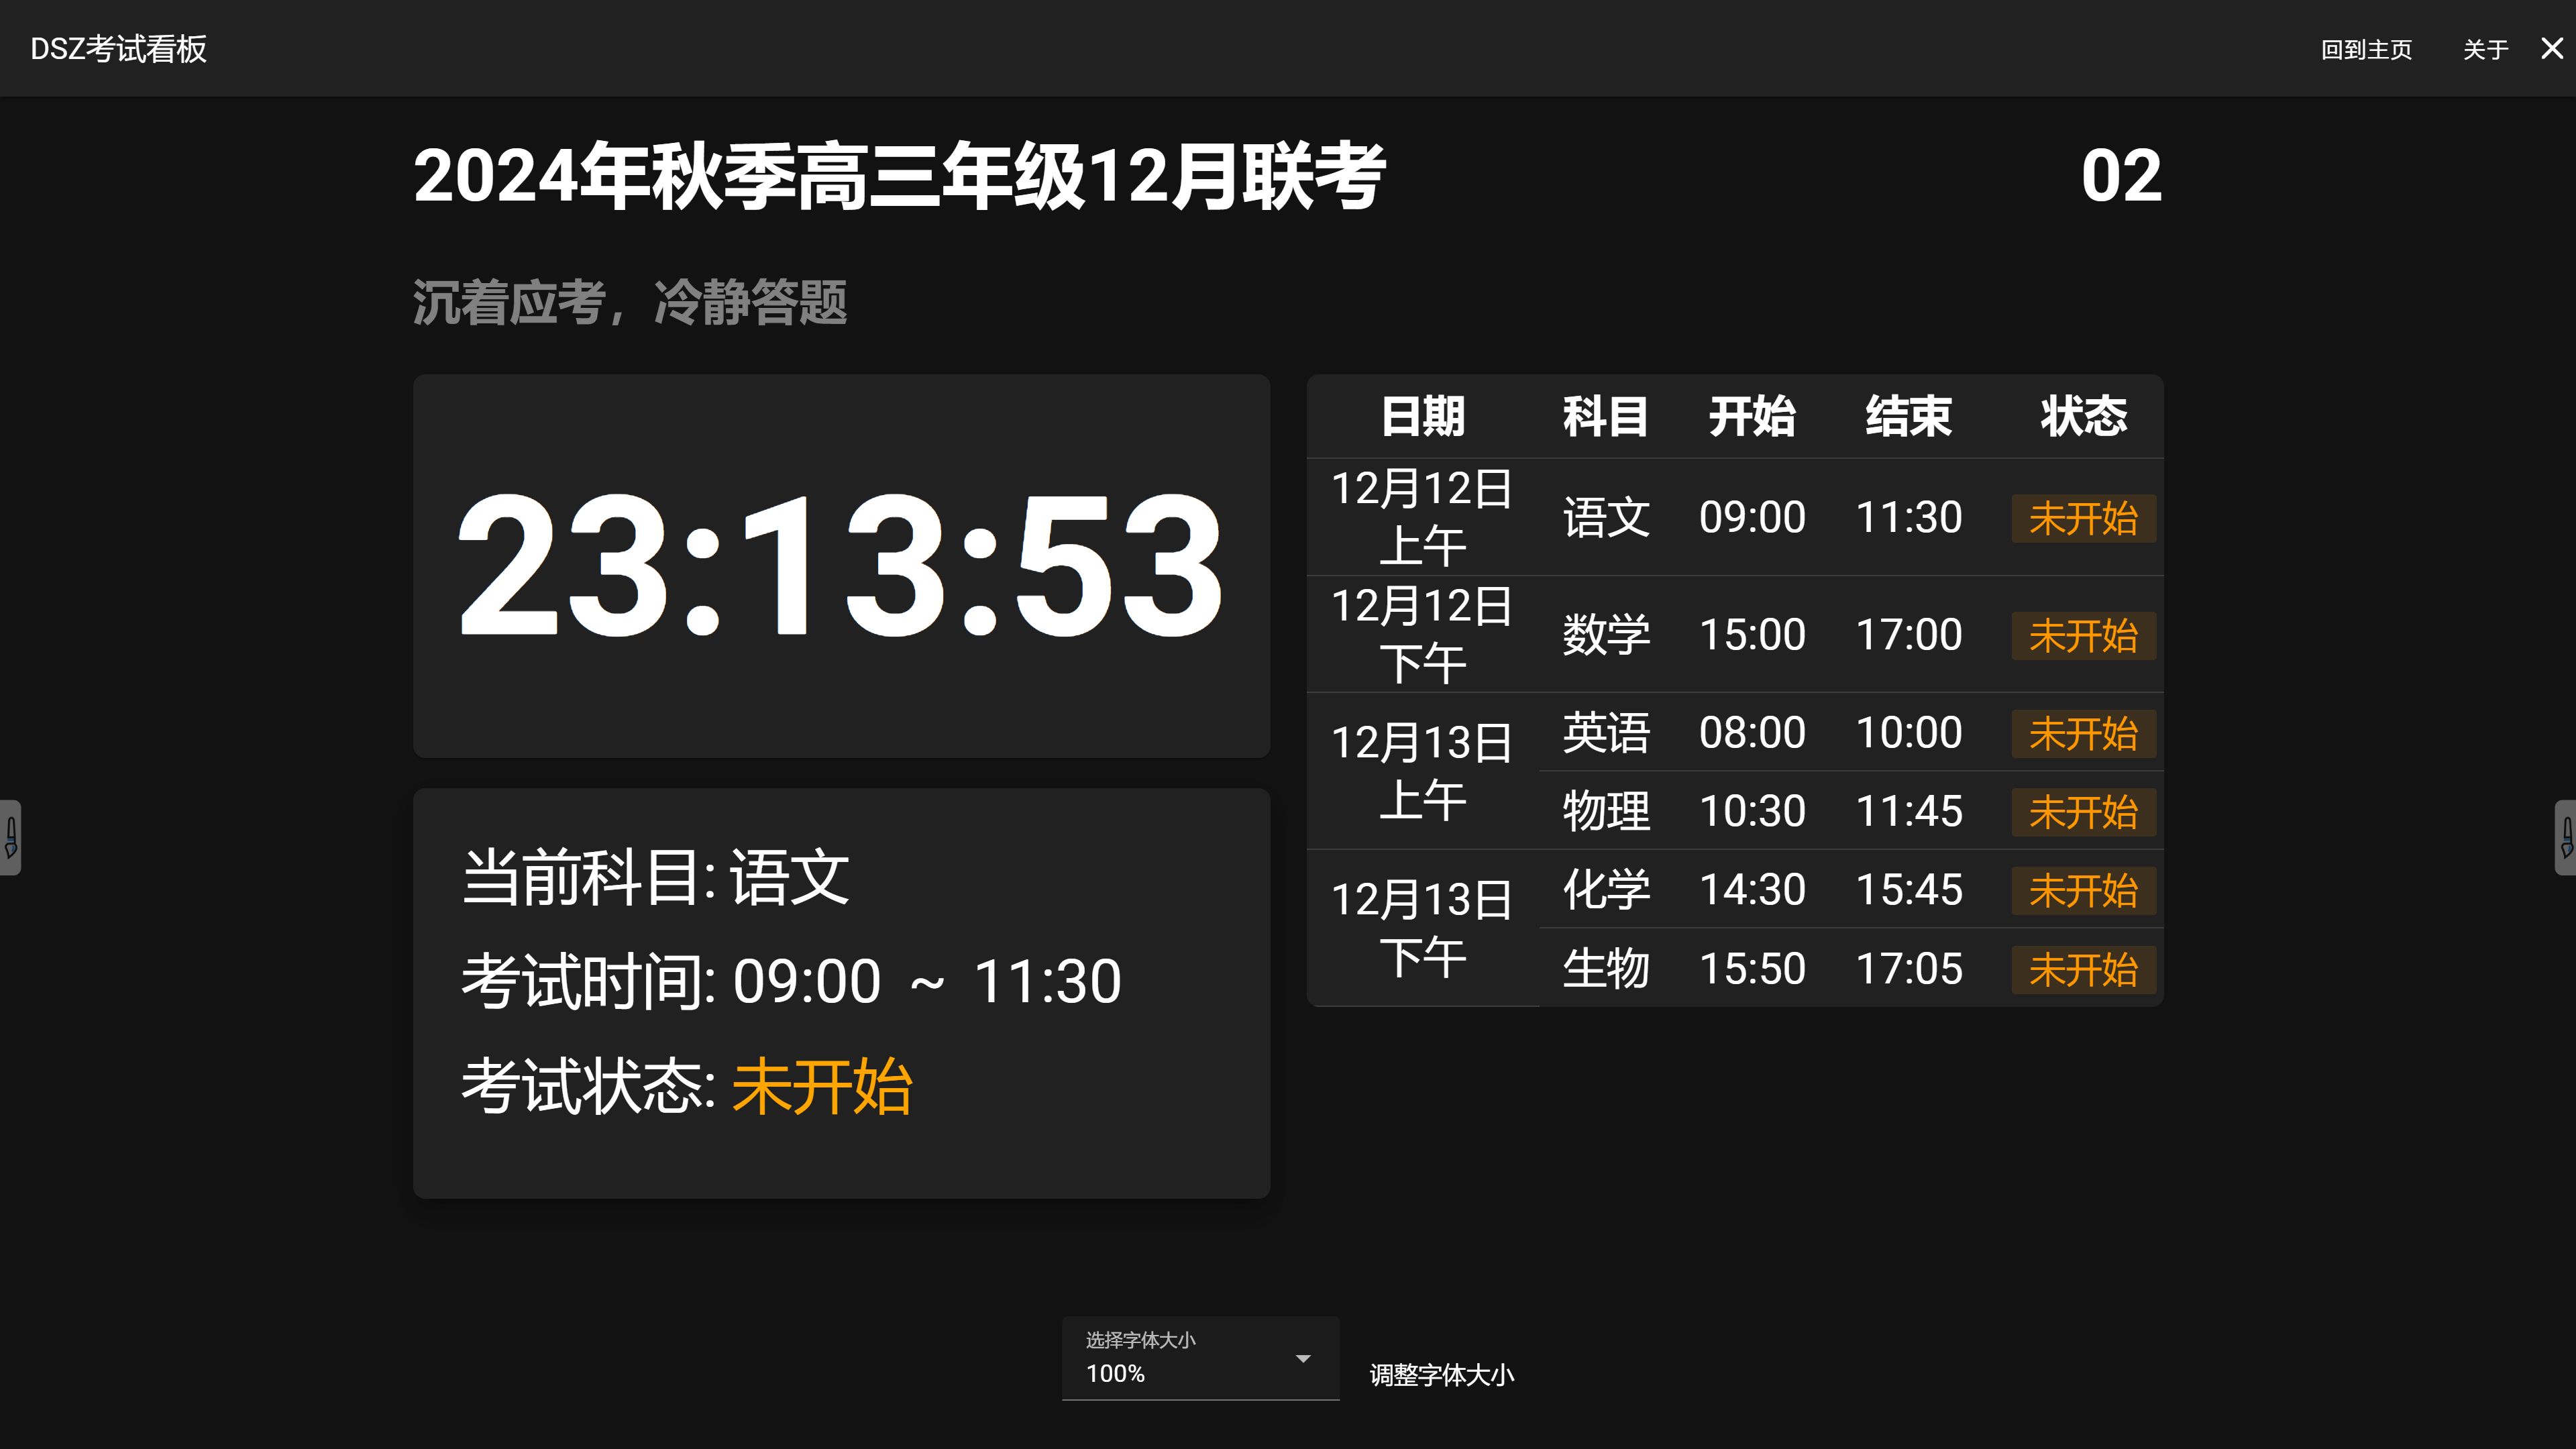 DSZ考试看板
回到主页
关于
2024年秋季高三年级12月联考
02
沉着应考，冷静答题
23:13:53
当前科目: 语文
考试时间: 09:00 ~ 11:30
考试状态: 未开始
日期 科目 开始 结束 状态
12月12日
上午
语文 09:00 11:30 未开始
12月12日
下午
数学 15:00 17:00 未开始
12月13日
上午
英语 08:00 10:00 未开始
物理 10:30 11:45 未开始
12月13日
下午
化学 14:30 15:45 未开始
生物 15:50 17:05 未开始
选择字体大小
100%
调整字体大小